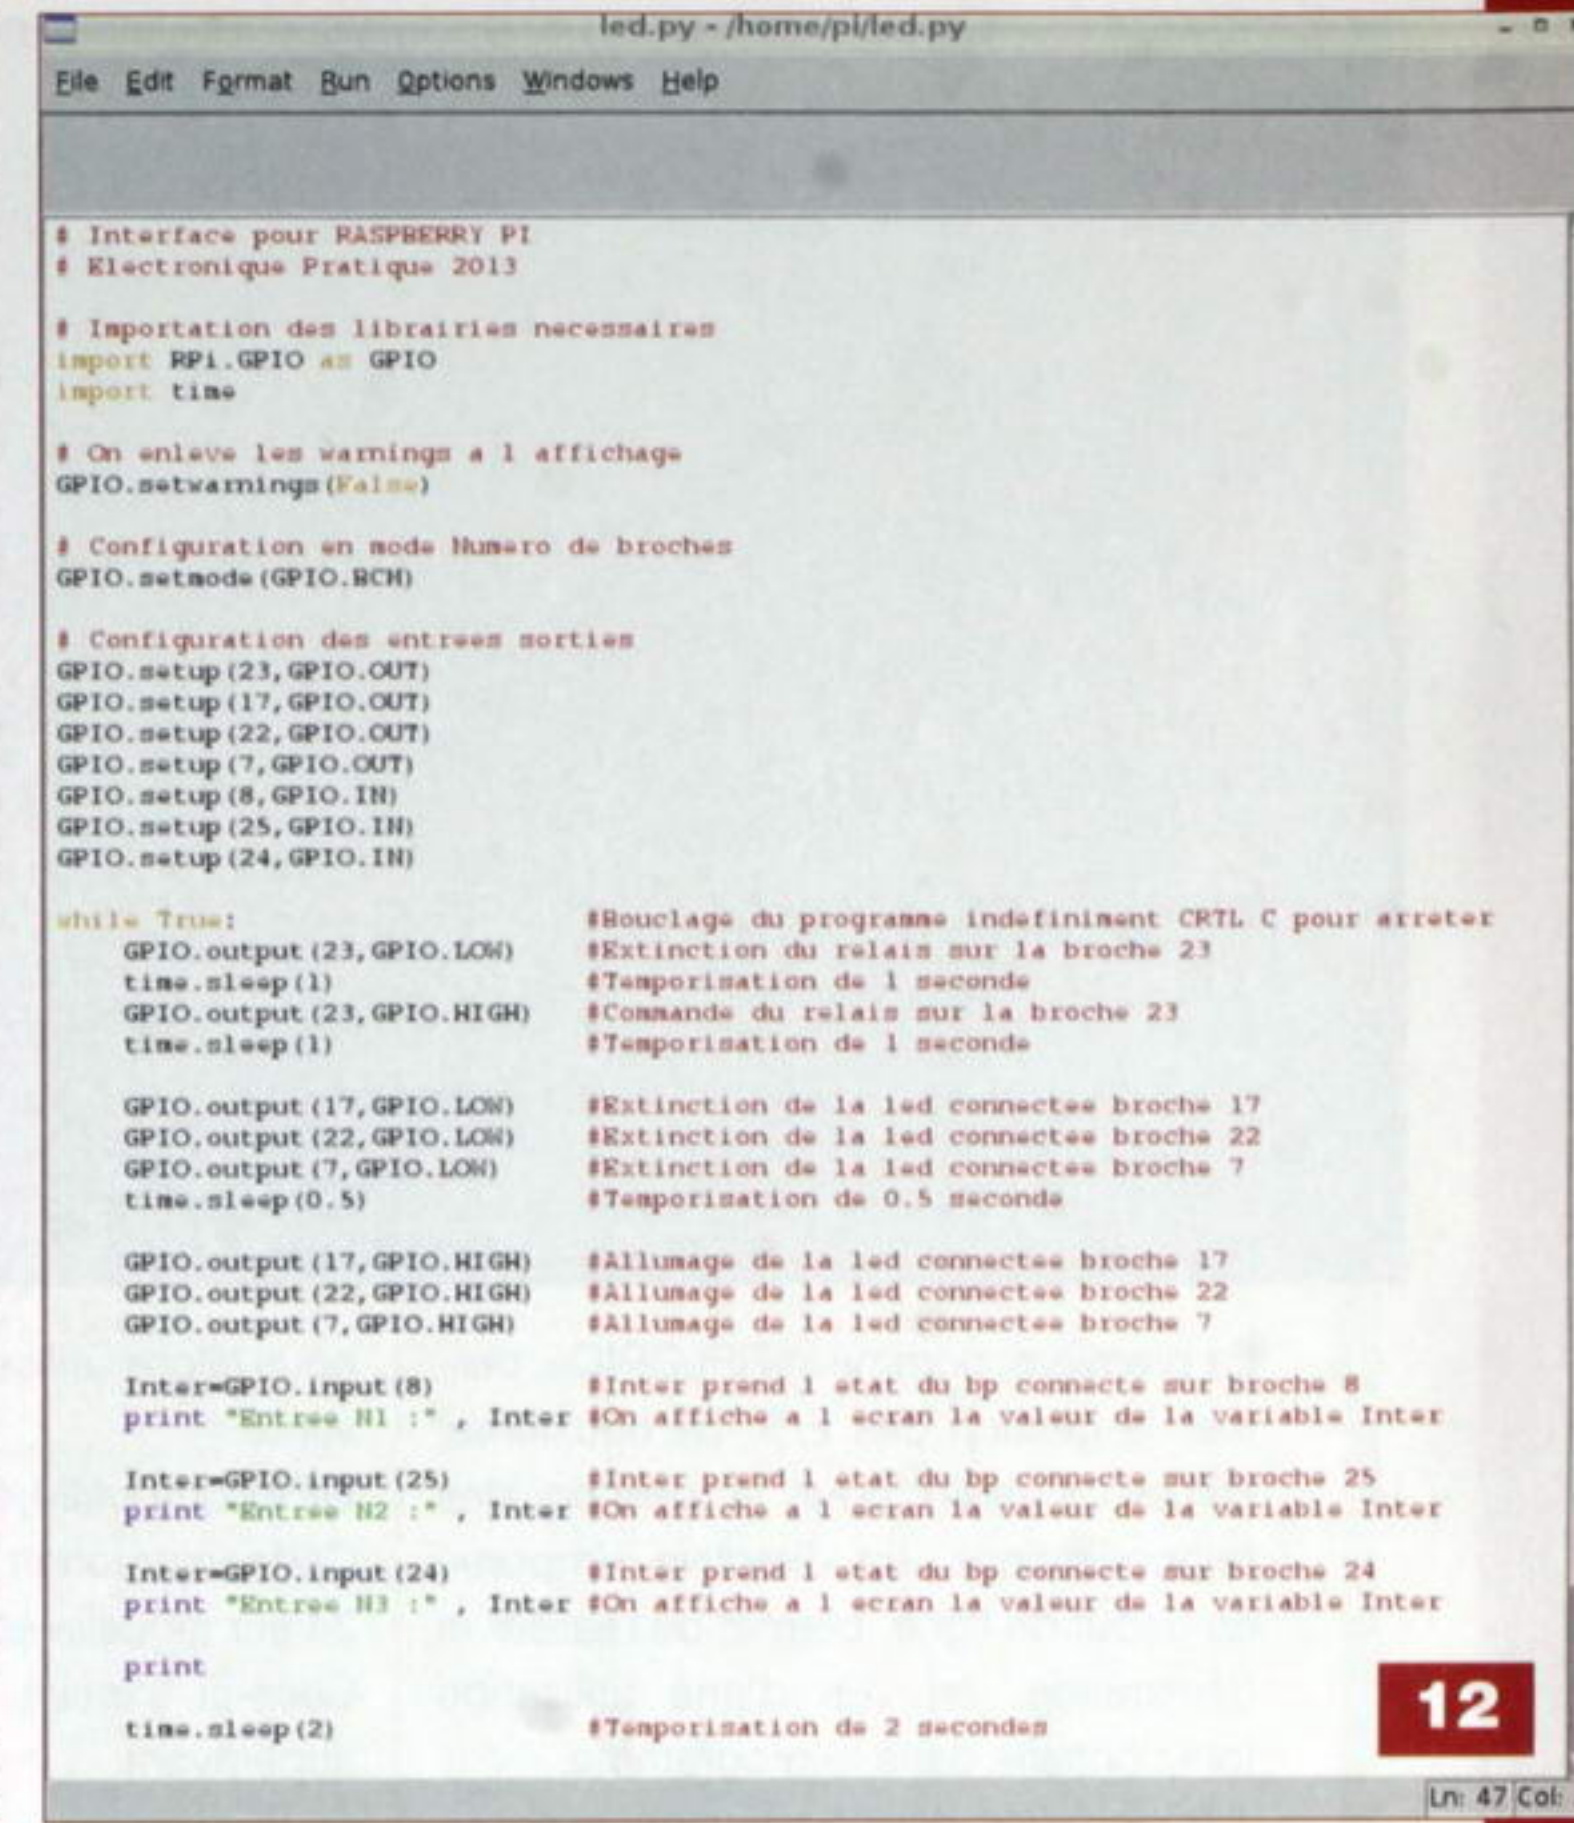 led.py - /home/pi/led.py
File Edit Format Run Options Windows Help
# Interface pour RASPBERRY PI
# Electronique Pratique 2013
# Importation des librairies necessaires
import RPi.GPIO as GPIO
import time
# On enleve les warnings a l affichage
GPIO.setwarnings(False)
# Configuration en mode Numero de broches
GPIO.setmode(GPIO.BCM)
# Configuration des entrees sorties
GPIO.setup(23,GPIO.OUT)
GPIO.setup(17,GPIO.OUT)
GPIO.setup(22,GPIO.OUT)
GPIO.setup(7,GPIO.OUT)
GPIO.setup(8,GPIO.IN)
GPIO.setup(25,GPIO.IN)
GPIO.setup(24,GPIO.IN)
while True: #Bouclage du programme indefiniment CRTL C pour arreter
GPIO.output(23,GPIO.LOW) #Extinction du relais sur la broche 23
time.sleep(1) #Temporisation de 1 seconde
GPIO.output(23,GPIO.HIGH) #Commande du relais sur la broche 23
time.sleep(1) #Temporisation de 1 seconde
GPIO.output(17,GPIO.LOW) #Extinction de la led connectee broche 17
GPIO.output(22,GPIO.LOW) #Extinction de la led connectee broche 22
GPIO.output(7,GPIO.LOW) #Extinction de la led connectee broche 7
time.sleep(0.5) #Temporisation de 0.5 seconde
GPIO.output(17,GPIO.HIGH) #Allumage de la led connectee broche 17
GPIO.output(22,GPIO.HIGH) #Allumage de la led connectee broche 22
GPIO.output(7,GPIO.HIGH) #Allumage de la led connectee broche 7
Inter=GPIO.input(8) #Inter prend l etat du bp connecte sur broche 8
print "Entree N1 :" , Inter #On affiche a l ecran la valeur de la variable Inter
Inter=GPIO.input(25) #Inter prend l etat du bp connecte sur broche 25
print "Entree N2 :" , Inter #On affiche a l ecran la valeur de la variable Inter
Inter=GPIO.input(24) #Inter prend l etat du bp connecte sur broche 24
print "Entree N3 :" , Inter #On affiche a l ecran la valeur de la variable Inter
print
time.sleep(2) #Temporisation de 2 secondes
12
Ln: 47 Col: